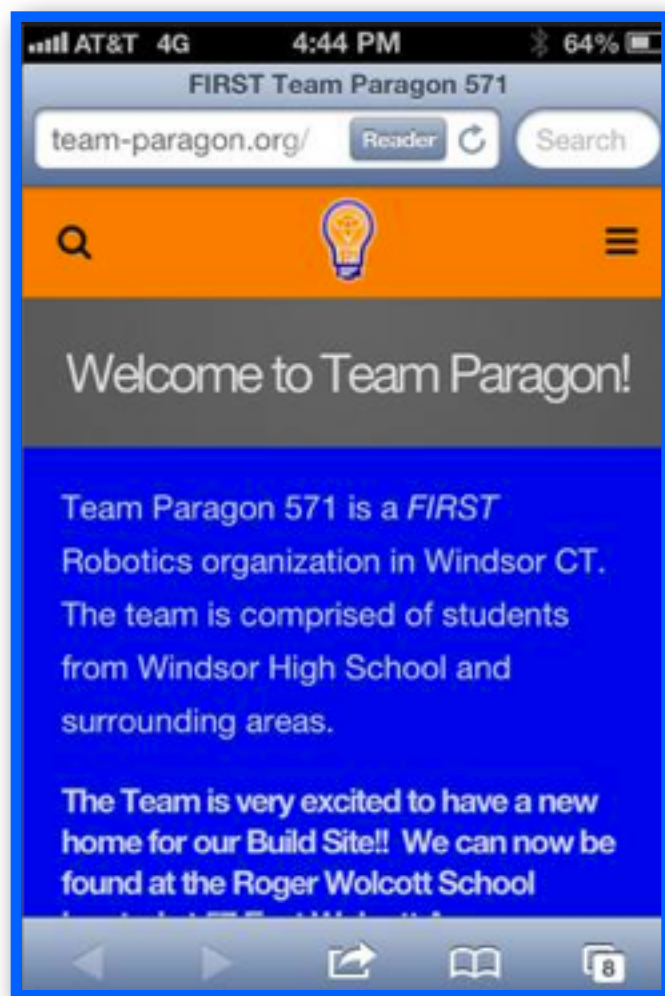 AT&T 4G 4:44 PM 64%
FIRST Team Paragon 571
team-paragon.org/ Reader Search
Welcome to Team Paragon!
Team Paragon 571 is a FIRST
Robotics organization in Windsor CT.
The team is comprised of students
from Windsor High School and
surrounding areas.
The Team is very excited to have a new
home for our Build Site!! We can now be
found at the Roger Wolcott School
8